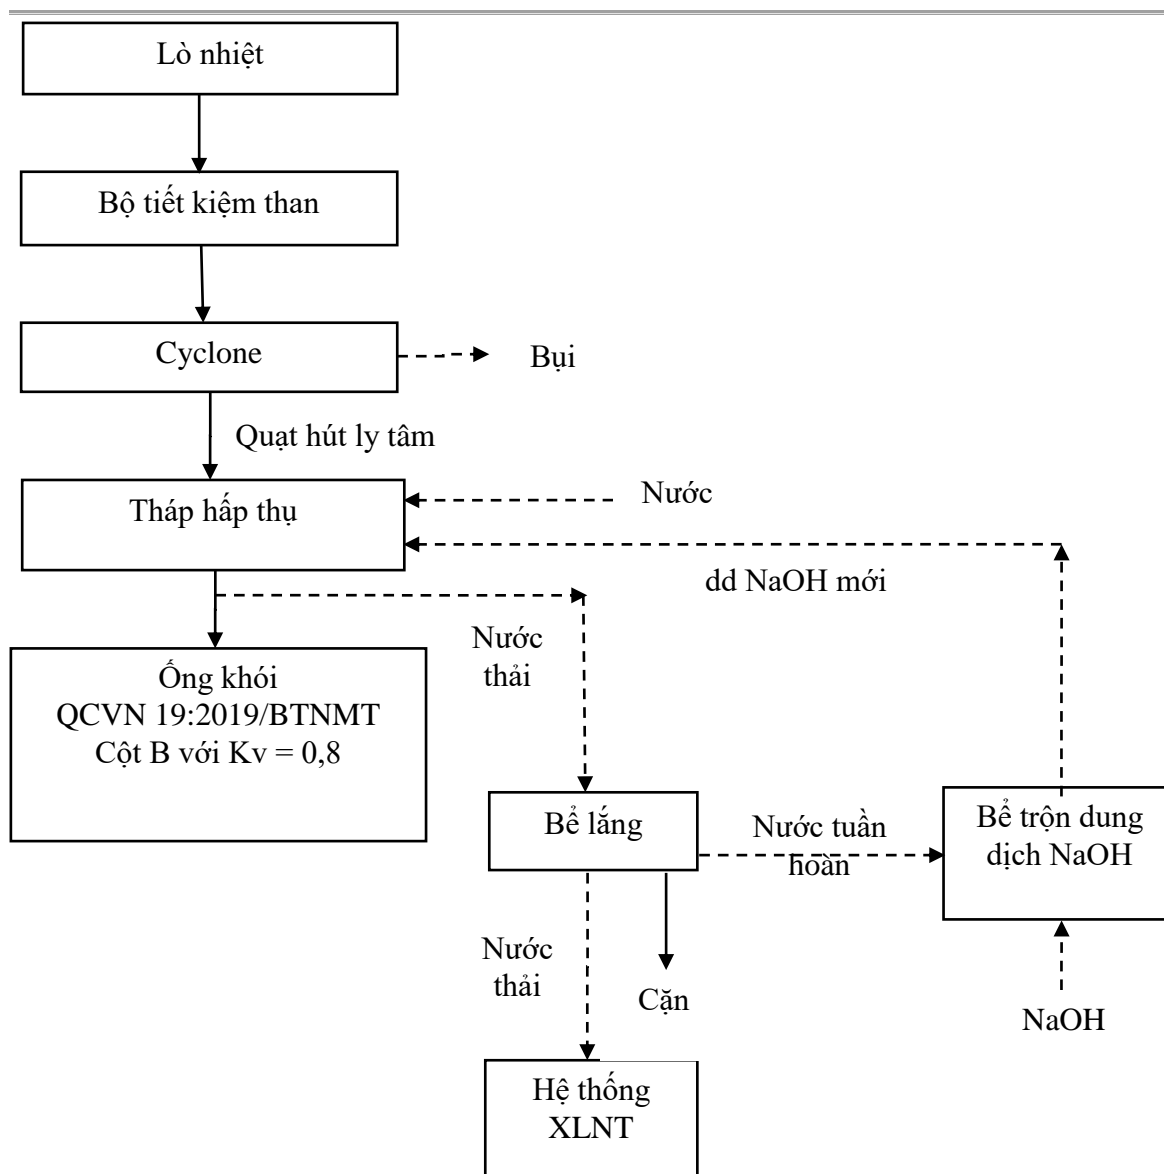 Lò nhiệt
Bộ tiết kiệm than
Cyclone
Bụi
Quạt hút ly tâm
Tháp hấp thụ
Nước
dd NaOH mới
Nước
thải
Ống khói
QCVN 19:2019/BTNMT
Cột B với Kv = 0,8
Bể lắng
Nước tuần
hoàn
Bể trộn dung
dịch NaOH
Nước
thải
Cặn
NaOH
Hệ thống
XLNT